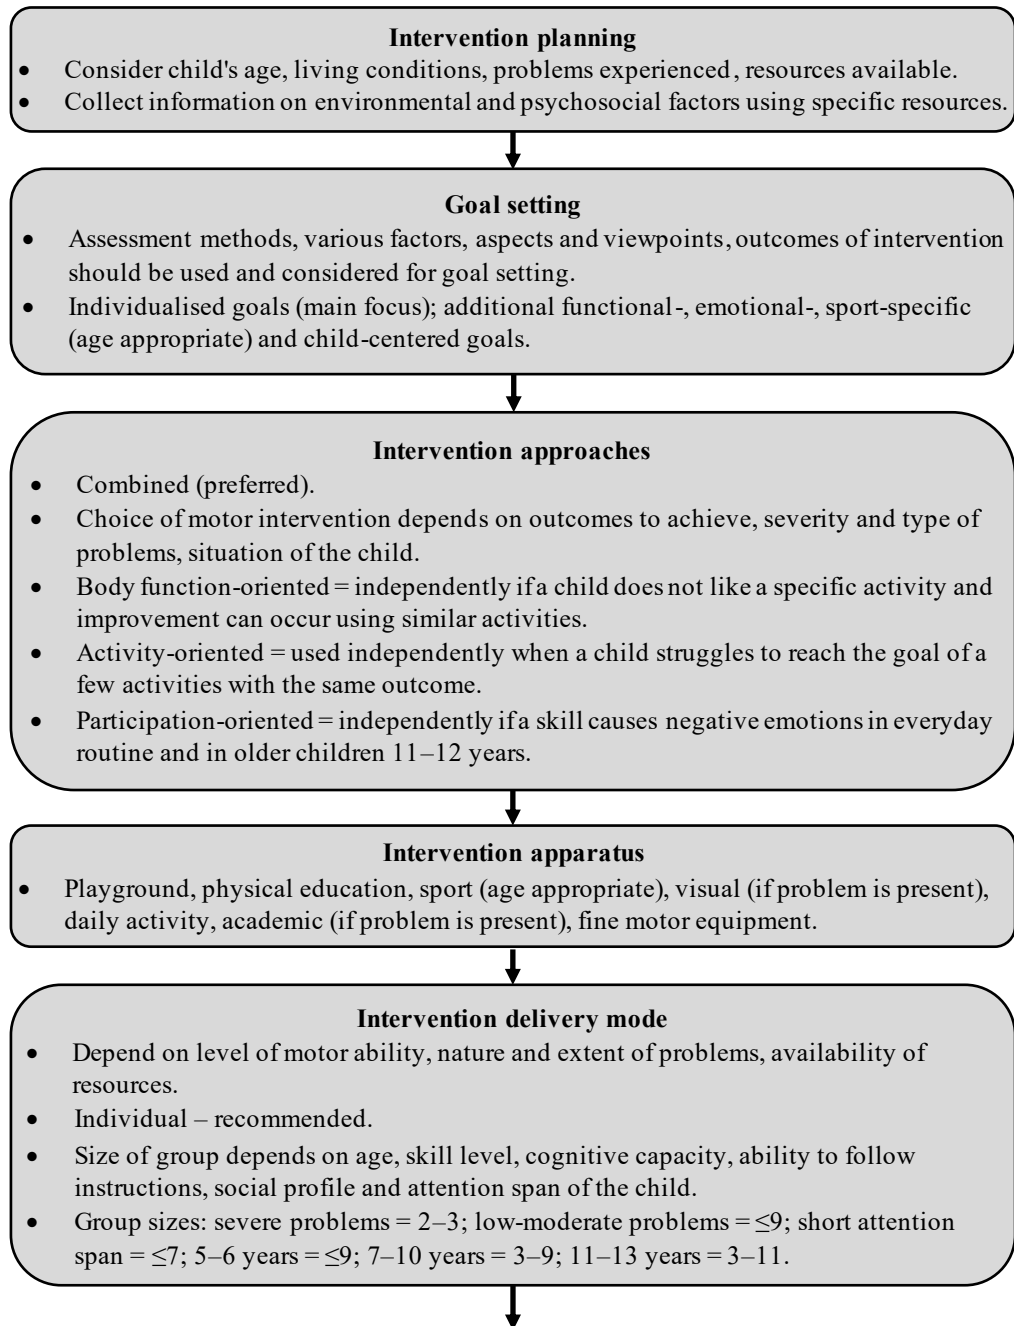 Intervention planning
• Consider child's age, living conditions, problems experienced, resources available.
• Collect information on environmental and psychosocial factors using specific resources.
Goal setting
• Assessment methods, various factors, aspects and viewpoints, outcomes of intervention
should be used and considered for goal setting.
• Individualised goals (main focus); additional functional-, emotional-, sport-specific
(age appropriate) and child-centered goals.
Intervention approaches
• Combined (preferred).
• Choice of motor intervention depends on outcomes to achieve, severity and type of
problems, situation of the child.
• Body function-oriented = independently if a child does not like a specific activity and
improvement can occur using similar activities.
• Activity-oriented = used independently when a child struggles to reach the goal of a
few activities with the same outcome.
• Participation-oriented = independently if a skill causes negative emotions in everyday
routine and in older children 11–12 years.
Intervention apparatus
• Playground, physical education, sport (age appropriate), visual (if problem is present),
daily activity, academic (if problem is present), fine motor equipment.
Intervention delivery mode
• Depend on level of motor ability, nature and extent of problems, availability of
resources.
• Individual – recommended.
• Size of group depends on age, skill level, cognitive capacity, ability to follow
instructions, social profile and attention span of the child.
• Group sizes: severe problems = 2–3; low-moderate problems = ≤9; short attention
span = ≤7; 5–6 years = ≤9; 7–10 years = 3–9; 11–13 years = 3–11.